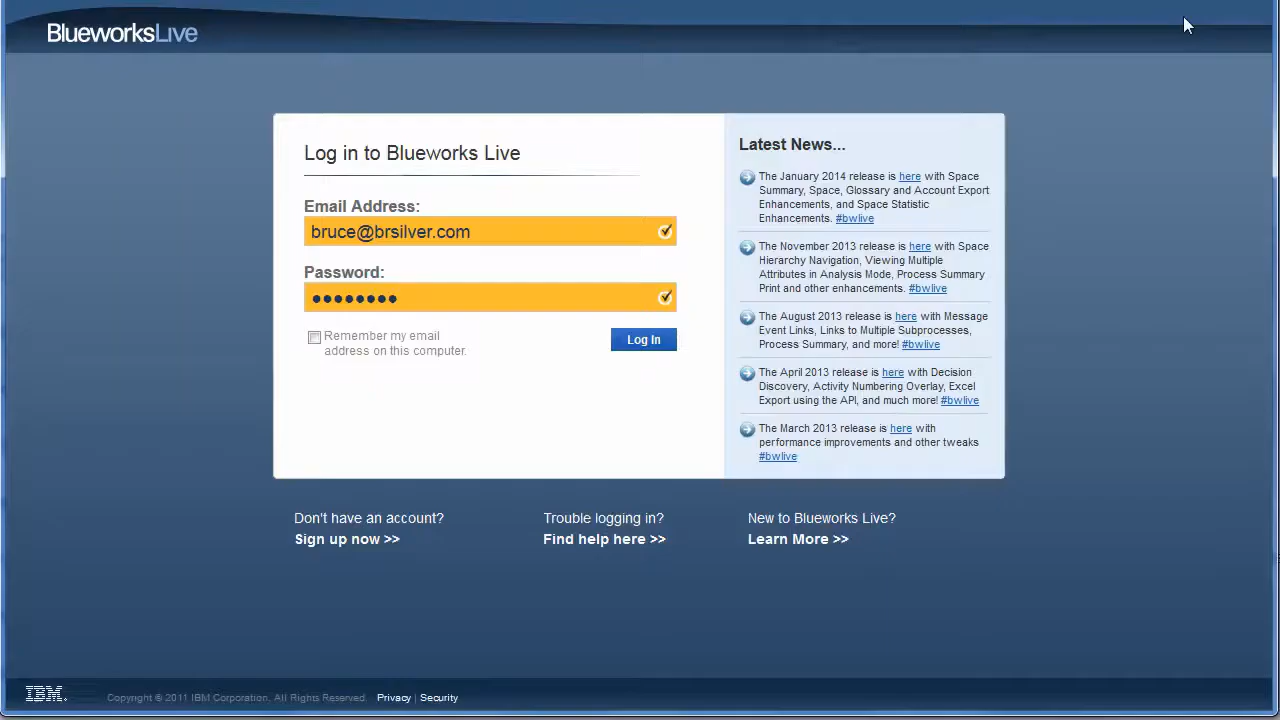 BlueworksLive
Log in to Blueworks Live
Email Address:
bruce@brsilver.com
Password:
Remember my email
address on this computer.
Log In
Latest News...
The January 2014 release is here with Space
Summary, Space, Glossary and Account Export
Enhancements, and Space Statistic
Enhancements. #bwlive
The November 2013 release is here with Space
Hierarchy Navigation, Viewing Multiple
Attributes in Analysis Mode, Process Summary
Print and other enhancements. #bwlive
The August 2013 release is here with Message
Event Links, Links to Multiple Subprocesses,
Process Summary, and more! #bwlive
The April 2013 release is here with Decision
Discovery, Activity Numbering Overlay, Excel
Export using the API, and much more! #bwlive
The March 2013 release is here with
performance improvements and other tweaks
#bwlive
Don't have an account?
Sign up now >>
Trouble logging in?
Find help here >>
New to Blueworks Live?
Learn More >>
IBM.
Copyright © 2011 IBM Corporation. All Rights Reserved. Privacy | Security